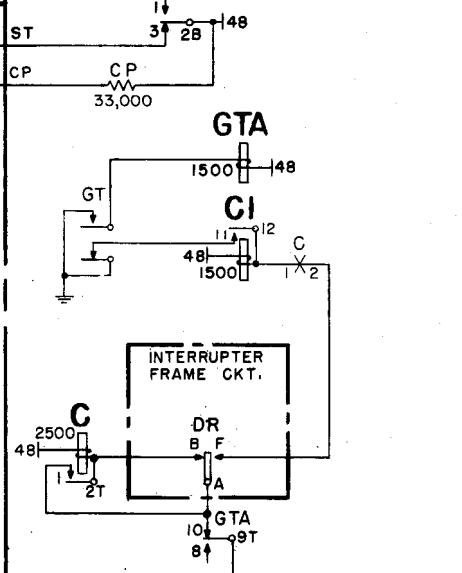 1
ST
3 2B 48
CP
CP
33,000
GTA
1500 48
GT
C1
11 12
48
1500
C
1 2
INTERRUPTER
FRAME CKT.
C
2500
48
1
2T
DR
B F
A
GTA
10
9T
8